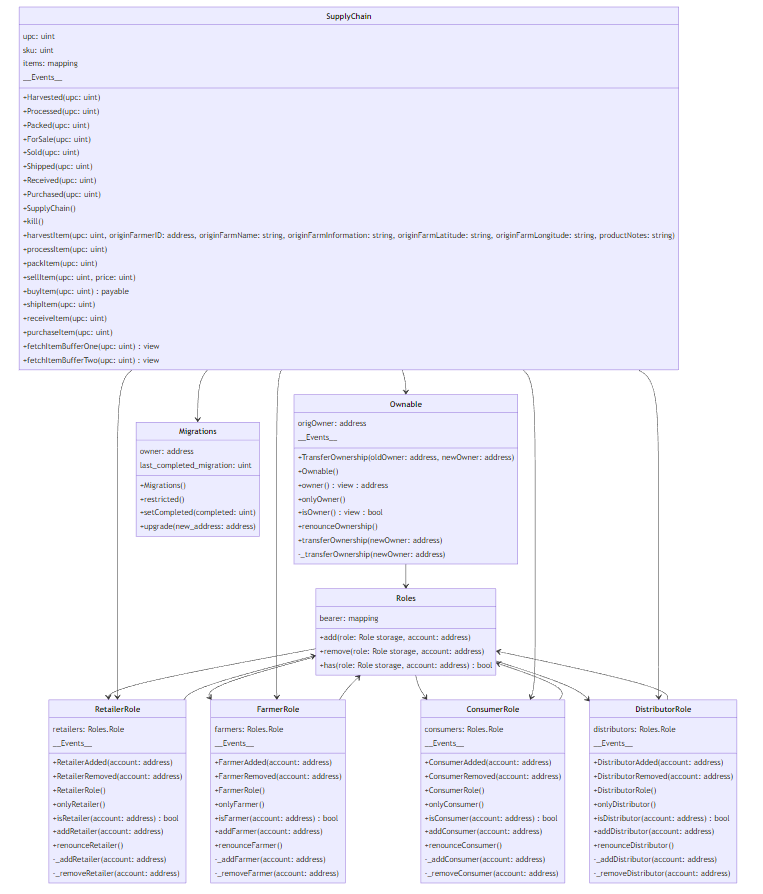 SupplyChain
upc: uint
sku: uint
items: mapping
__Events__
+Harvested(upc: uint)
+Processed(upc: uint)
+Packed(upc: uint)
+ForSale(upc: uint)
+Sold(upc: uint)
+Shipped(upc: uint)
+Received(upc: uint)
+Purchased(upc: uint)
+SupplyChain()
+kill()
+harvestItem(upc: uint, originFarmerID: address, originFarmName: string, originFarmInformation: string, originFarmLatitude: string, originFarmLongitude: string, productNotes: string)
+processItem(upc: uint)
+packItem(upc: uint)
+sellItem(upc: uint, price: uint)
+buyItem(upc: uint) : payable
+shipItem(upc: uint)
+receiveItem(upc: uint)
+purchaseItem(upc: uint)
+fetchItemBufferOne(upc: uint) : view
+fetchItemBufferTwo(upc: uint) : view
Migrations
owner: address
last_completed_migration: uint
+Migrations()
+restricted()
+setCompleted(completed: uint)
+upgrade(new_address: address)
Ownable
origOwner: address
__Events__
+TransferOwnership(oldOwner: address, newOwner: address)
+Ownable()
+owner() : view : address
+onlyOwner()
+isOwner() : view : bool
+renounceOwnership()
+transferOwnership(newOwner: address)
-_transferOwnership(newOwner: address)
Roles
bearer: mapping
+add(role: Role storage, account: address)
+remove(role: Role storage, account: address)
+has(role: Role storage, account: address) : bool
RetailerRole
retailers: Roles.Role
__Events__
+RetailerAdded(account: address)
+RetailerRemoved(account: address)
+RetailerRole()
+onlyRetailer()
+isRetailer(account: address) : bool
+addRetailer(account: address)
+renounceRetailer()
-_addRetailer(account: address)
-_removeRetailer(account: address)
FarmerRole
farmers: Roles.Role
__Events__
+FarmerAdded(account: address)
+FarmerRemoved(account: address)
+FarmerRole()
+onlyFarmer()
+isFarmer(account: address) : bool
+addFarmer(account: address)
+renounceFarmer()
-_addFarmer(account: address)
-_removeFarmer(account: address)
ConsumerRole
consumers: Roles.Role
__Events__
+ConsumerAdded(account: address)
+ConsumerRemoved(account: address)
+ConsumerRole()
+onlyConsumer()
+isConsumer(account: address) : bool
+addConsumer(account: address)
+renounceConsumer()
-_addConsumer(account: address)
-_removeConsumer(account: address)
DistributorRole
distributors: Roles.Role
__Events__
+DistributorAdded(account: address)
+DistributorRemoved(account: address)
+DistributorRole()
+onlyDistributor()
+isDistributor(account: address) : bool
+addDistributor(account: address)
+renounceDistributor()
-_addDistributor(account: address)
-_removeDistributor(account: address)